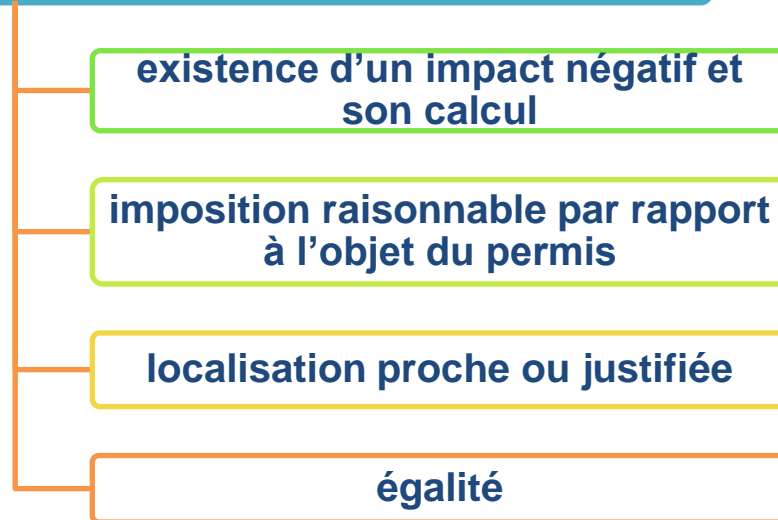 existence d’un impact négatif et
son calcul
imposition raisonnable par rapport
à l’objet du permis
localisation proche ou justifiée
égalité